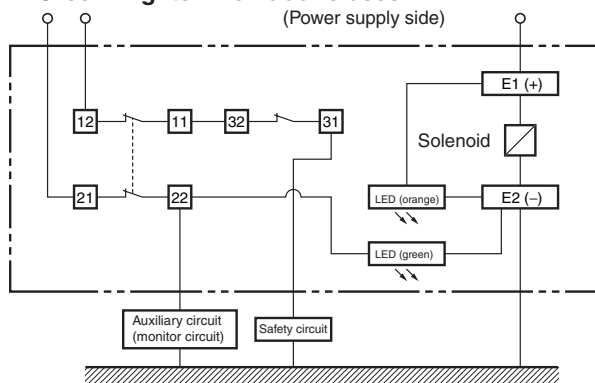 (Power supply side)
E1 (+)
12
11
32
31
Solenoid
21
22
LED (orange)
E2 (–)
LED (green)
Auxiliary circuit
(monitor circuit)
Safety circuit